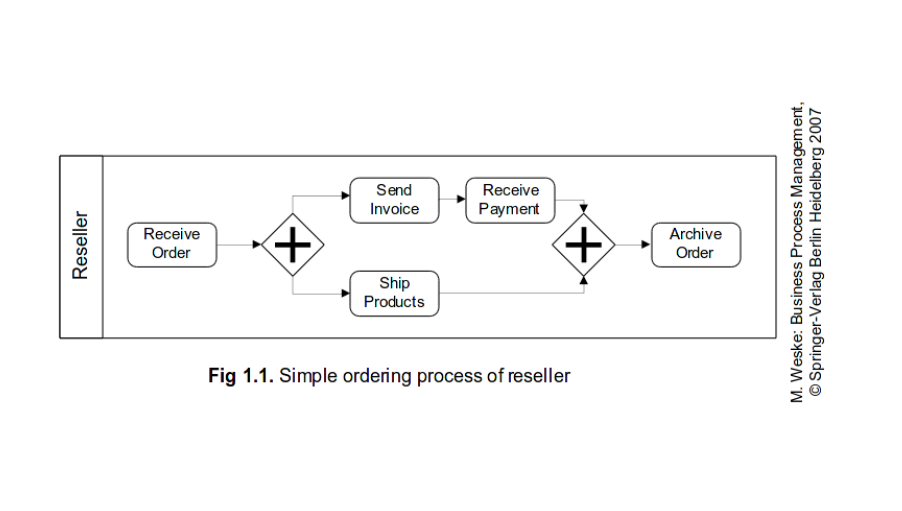 Reseller
Receive
Order
Send
Invoice
Receive
Payment
Ship
Products
Archive
Order
Fig 1.1. Simple ordering process of reseller
M. Weske: Business Process Management,
© Springer-Verlag Berlin Heidelberg 2007